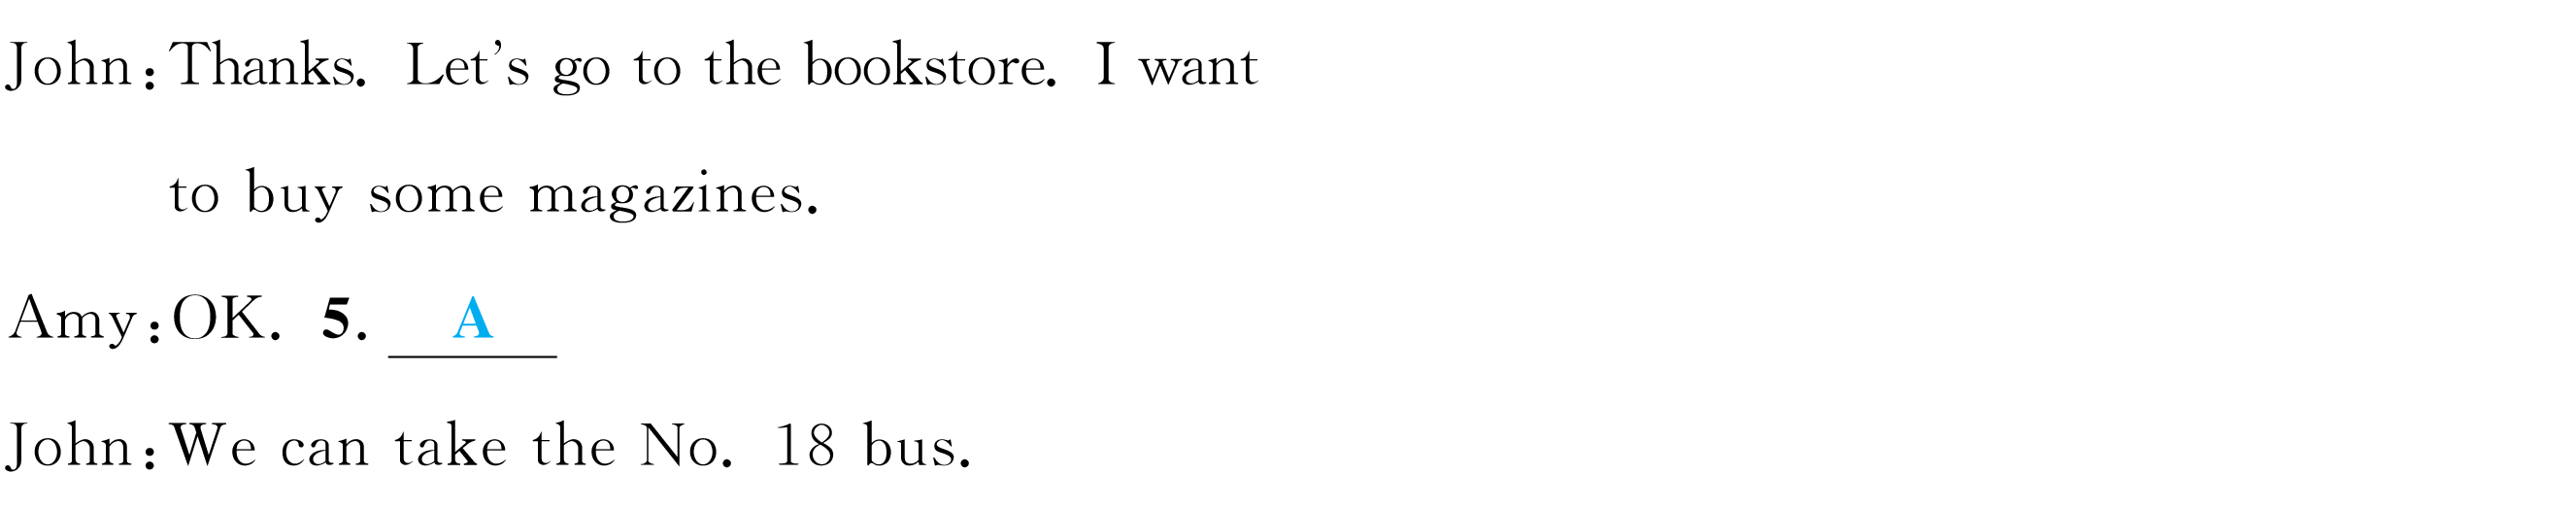 John:Thanks. Let's go to the bookstore. I want
to buy some magazines.
Amy:OK. 5. A
John:We can take the No. 18 bus.